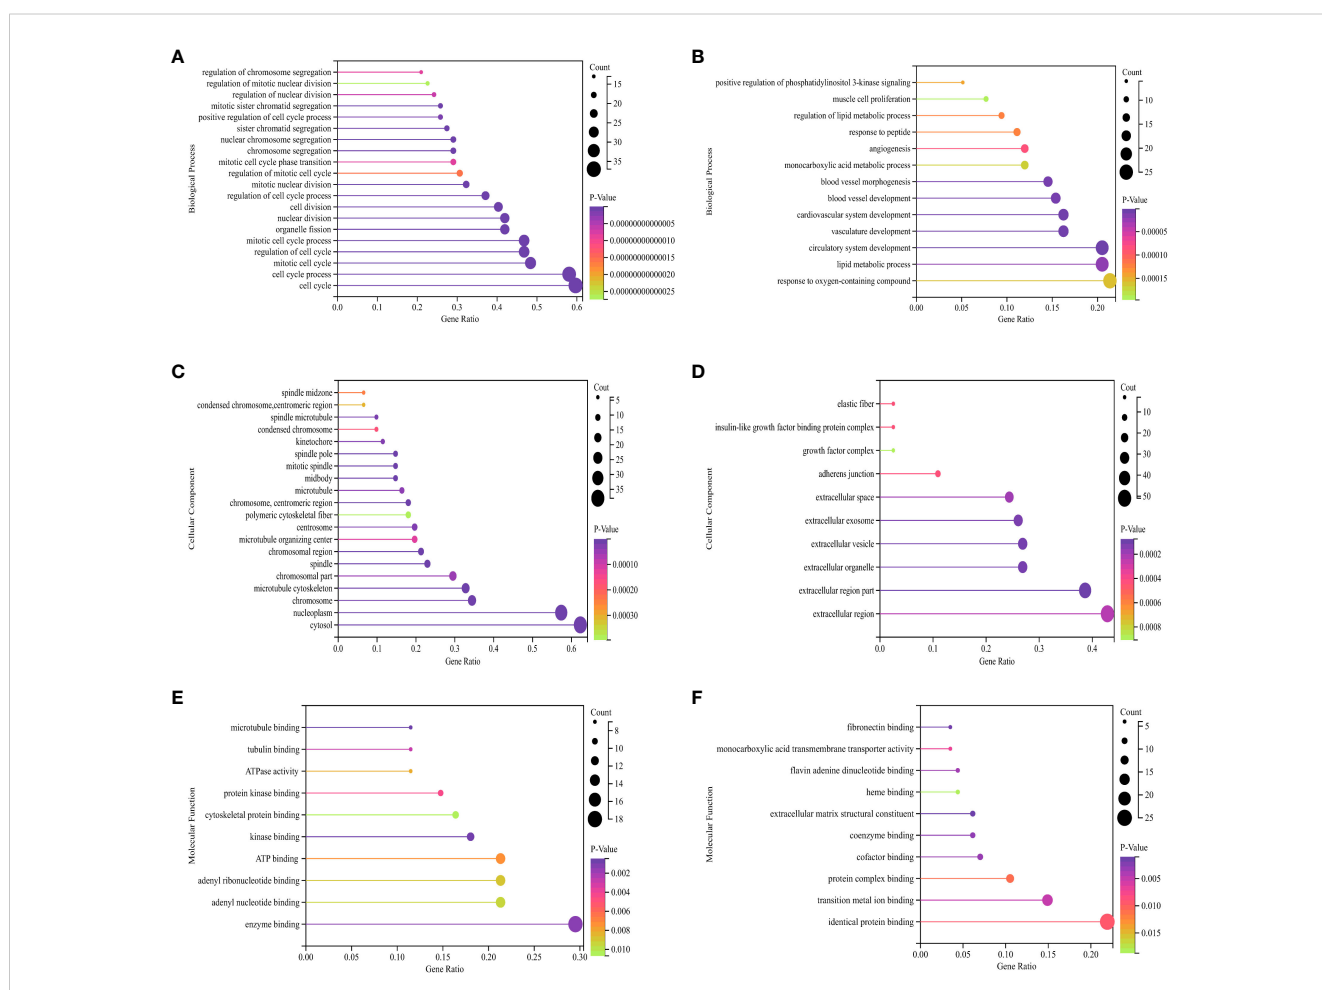 A
Biological Process
regulation of chromosome segregation
regulation of mitotic nuclear division
regulation of nuclear division
mitotic sister chromatid segregation
positive regulation of cell cycle process
sister chromatid segregation
nuclear chromosome segregation
chromosome segregation
mitotic cell cycle phase transition
regulation of mitotic cell cycle
mitotic nuclear division
regulation of cell cycle process
cell division
nuclear division
organelle fission
mitotic cell cycle process
regulation of cell cycle
mitotic cell cycle
cell cycle process
cell cycle
0.0 0.1 0.2 0.3 0.4 0.5 0.6
Gene Ratio
Count
15
20
25
30
35
P-Value
0.00000000000005
0.00000000000010
0.00000000000015
0.00000000000020
0.00000000000025
B
Biological Process
positive regulation of phosphatidylinositol 3-kinase signaling
muscle cell proliferation
regulation of lipid metabolic process
response to peptide
angiogenesis
monocarboxylic acid metabolic process
blood vessel morphogenesis
blood vessel development
cardiovascular system development
vasculature development
circulatory system development
lipid metabolic process
response to oxygen-containing compound
0.00 0.05 0.10 0.15 0.20
Gene Ratio
Count
10
15
20
25
P-Value
0.00005
0.00010
0.00015
C
Cellular Component
spindle midzone
condensed chromosome,centromeric region
spindle microtubule
condensed chromosome
kinetochore
spindle pole
mitotic spindle
midbody
microtubule
chromosome, centromeric region
polymeric cytoskeletal fiber
centrosome
microtubule organizing center
chromosomal region
spindle
chromosomal part
microtubule cytoskeleton
chromosome
nucleoplasm
cytosol
0.0 0.1 0.2 0.3 0.4 0.5 0.6
Gene Ratio
Cout
5
10
15
20
25
30
35
P-Value
0.00010
0.00020
0.00030
D
Cellular Component
elastic fiber
insulin-like growth factor binding protein complex
growth factor complex
adherens junction
extracellular space
extracellular exosome
extracellular vesicle
extracellular organelle
extracellular region part
extracellular region
0.0 0.1 0.2 0.3 0.4
Gene Ratio
Count
10
20
30
40
50
P-Value
0.0002
0.0004
0.0006
0.0008
E
Molecular Function
microtubule binding
tubulin binding
ATPase activity
protein kinase binding
cytoskeletal protein binding
kinase binding
ATP binding
adenyl ribonucleotide binding
adenyl nucleotide binding
enzyme binding
0.00 0.05 0.10 0.15 0.20 0.25 0.30
Gene Ratio
Count
8
10
12
14
16
18
P-Value
0.002
0.004
0.006
0.008
0.010
F
Molecular Function
fibronectin binding
monocarboxylic acid transmembrane transporter activity
flavin adenine dinucleotide binding
heme binding
extracellular matrix structural constituent
coenzyme binding
cofactor binding
protein complex binding
transition metal ion binding
identical protein binding
0.00 0.05 0.10 0.15 0.20
Gene Ratio
Count
5
10
15
20
25
P-Value
0.005
0.010
0.015